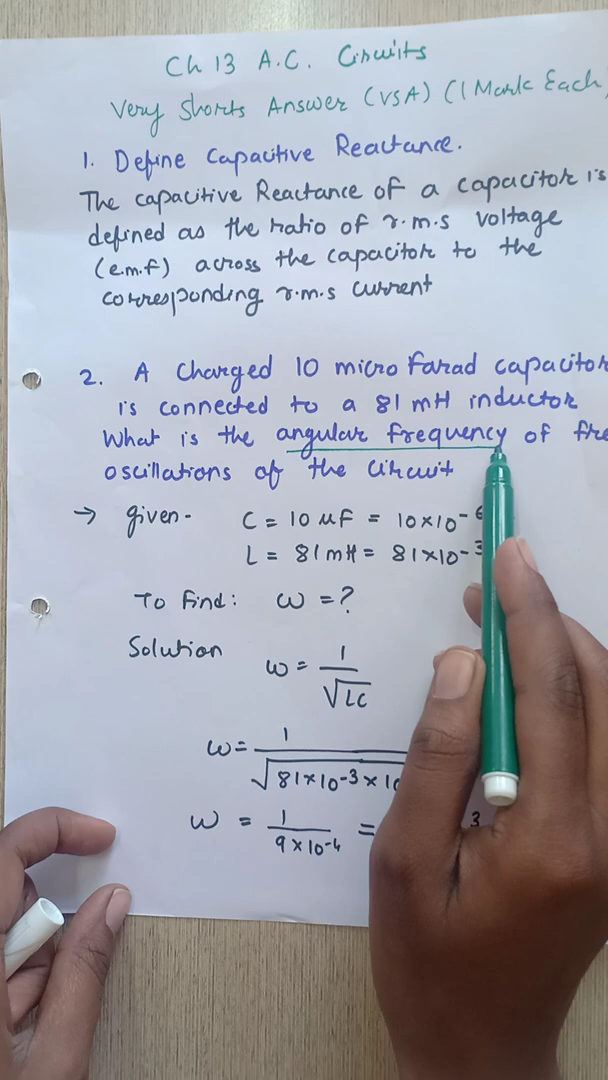 Ch 13 A.C. Circuits
Very Shorts Answer (VSA) (1 Mark Each)
1. Define Capacitive Reactance.
The capacitive Reactance of a capacitor is
defined as the ratio of r.m.s voltage
(e.m.f) across the capacitor to the
corresponding r.m.s current
2. A charged 10 micro farad capacitor
is connected to a 81 mH inductor
What is the angular frequency of fre
oscillations of the circuit
→ given- C = 10 μF = 10×10⁻⁶
L = 81mH = 81×10⁻³
To Find: ω = ?
Solution
ω = 1/√LC
ω = 1/√81×10⁻³×10
ω = 1/9×10⁻⁴ = 3